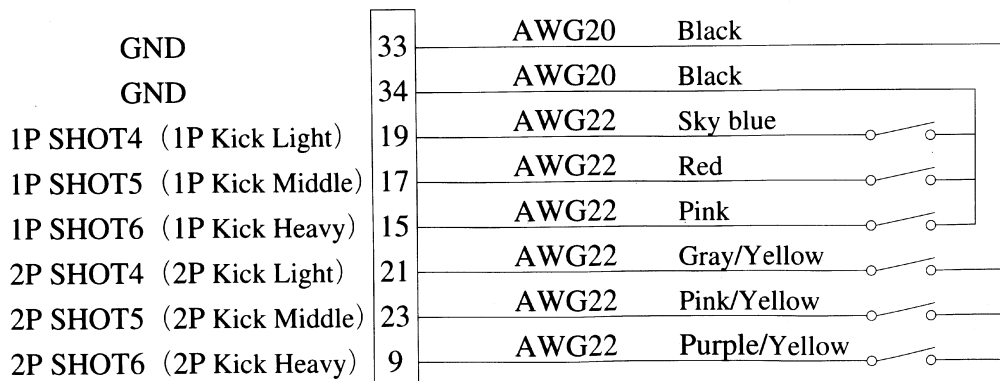 GND 33 AWG20 Black
GND 34 AWG20 Black
1P SHOT4 (1P Kick Light) 19 AWG22 Sky blue
1P SHOT5 (1P Kick Middle) 17 AWG22 Red
1P SHOT6 (1P Kick Heavy) 15 AWG22 Pink
2P SHOT4 (2P Kick Light) 21 AWG22 Gray/Yellow
2P SHOT5 (2P Kick Middle) 23 AWG22 Pink/Yellow
2P SHOT6 (2P Kick Heavy) 9 AWG22 Purple/Yellow